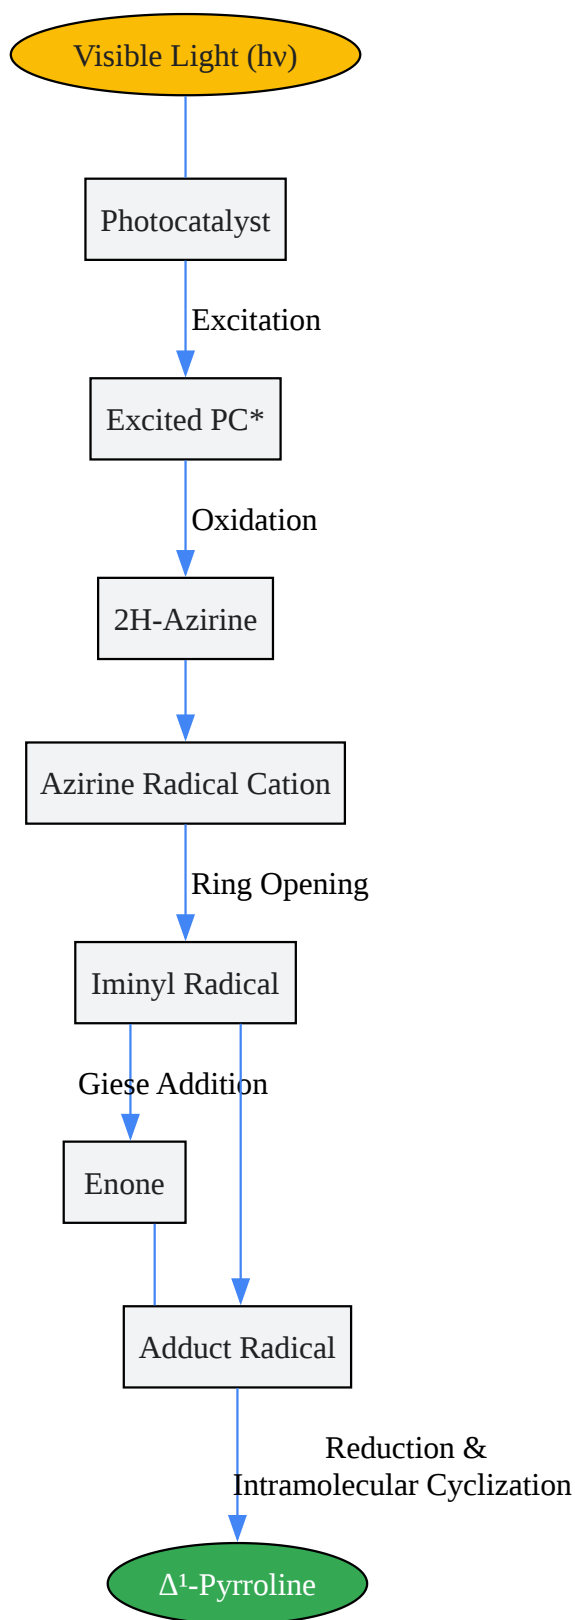 Visible Light (hν)
Photocatalyst
Excitation
Excited PC*
Oxidation
2H-Azirine
Azirine Radical Cation
Ring Opening
Iminyl Radical
Giese Addition
Enone
Adduct Radical
Reduction &
Intramolecular Cyclization
Δ¹-Pyrroline